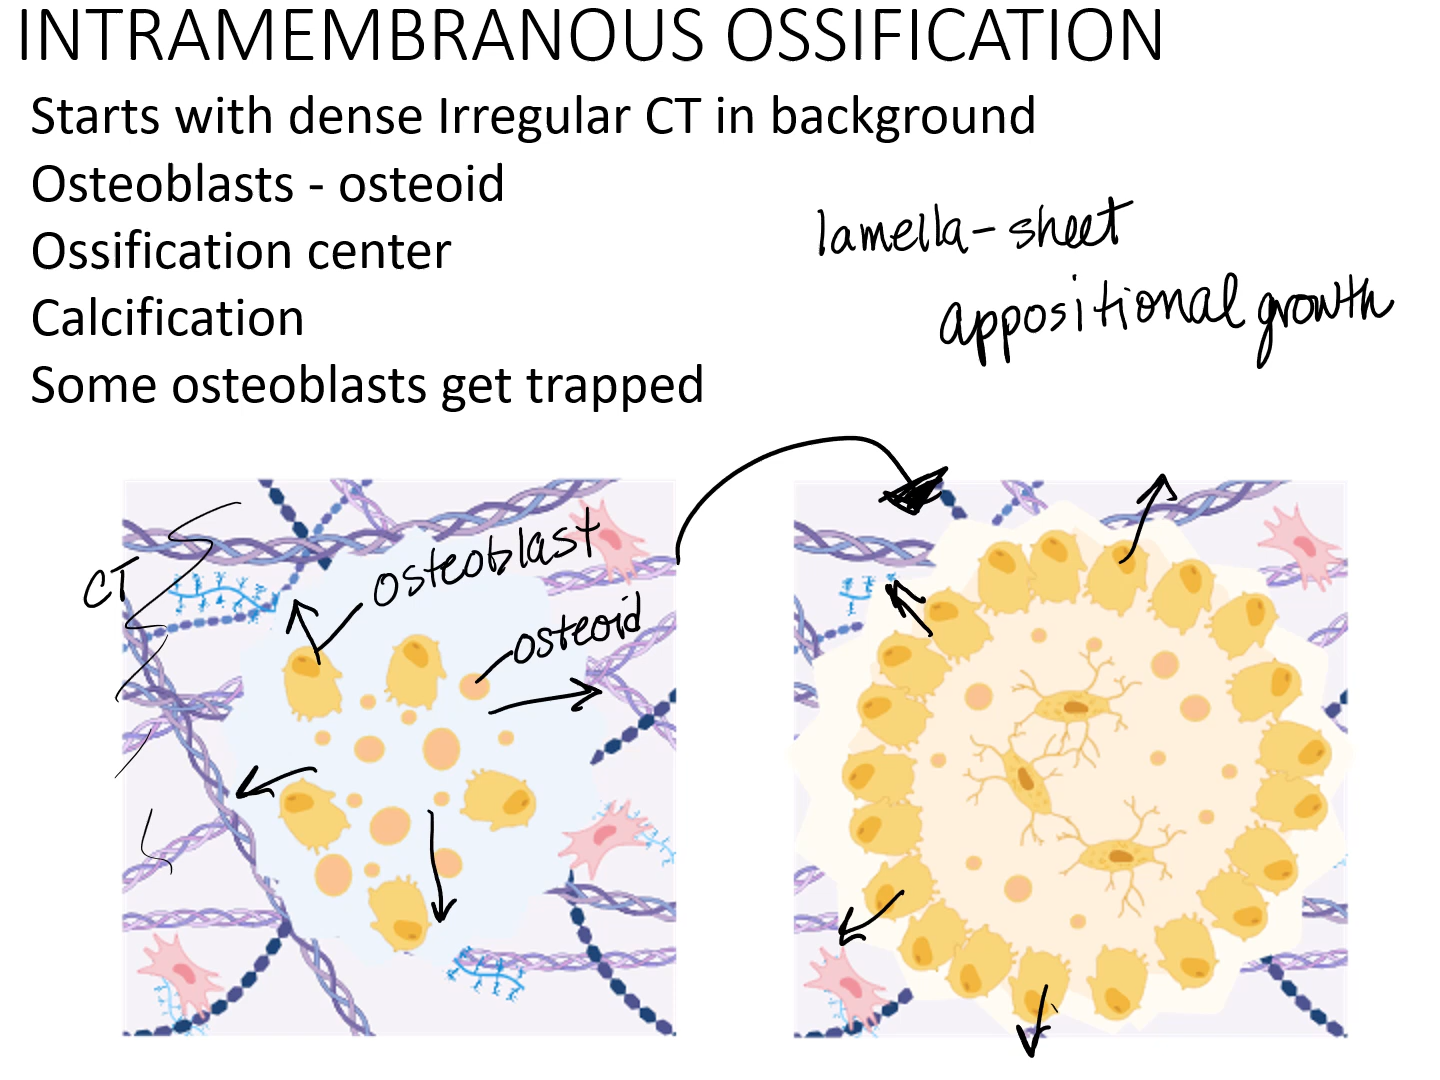 INTRAMEMBRANOUS OSSIFICATION
Starts with dense Irregular CT in background
Osteoblasts - osteoid
Ossification center
Calcification
Some osteoblasts get trapped
lamella - sheet
appositional growth
CT
osteoblast
osteoid